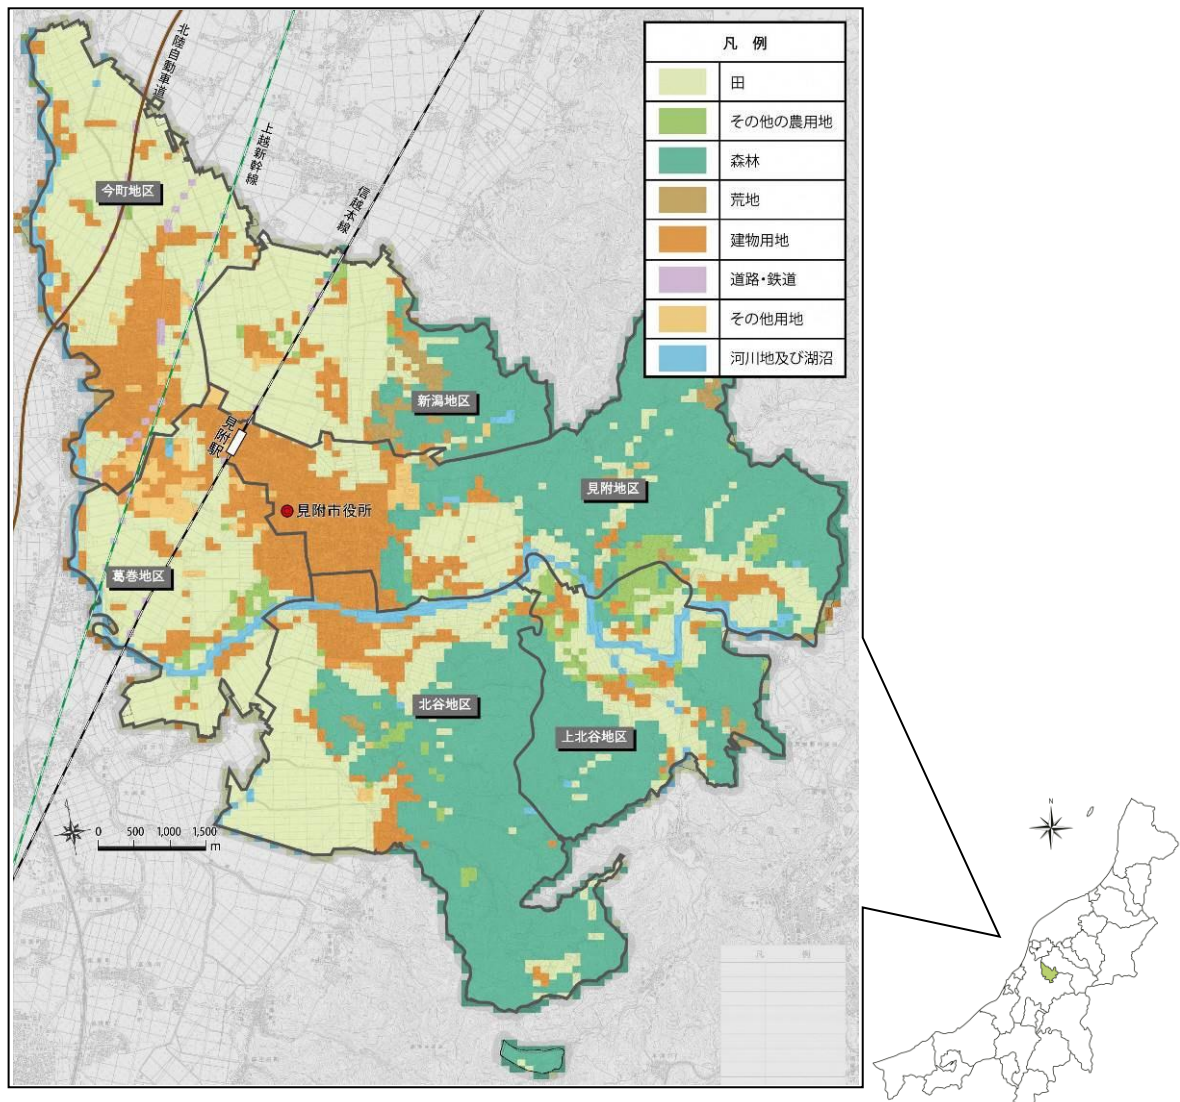 北陸自動車道
上越新幹線
信越本線
凡 例
田
その他の農用地
森林
荒地
建物用地
道路・鉄道
その他用地
河川地及び湖沼
今町地区
新潟地区
見附駅
見附地区
見附市役所
葛巻地区
北谷地区
上北谷地区
0 500 1,000 1,500
m
凡 例
N